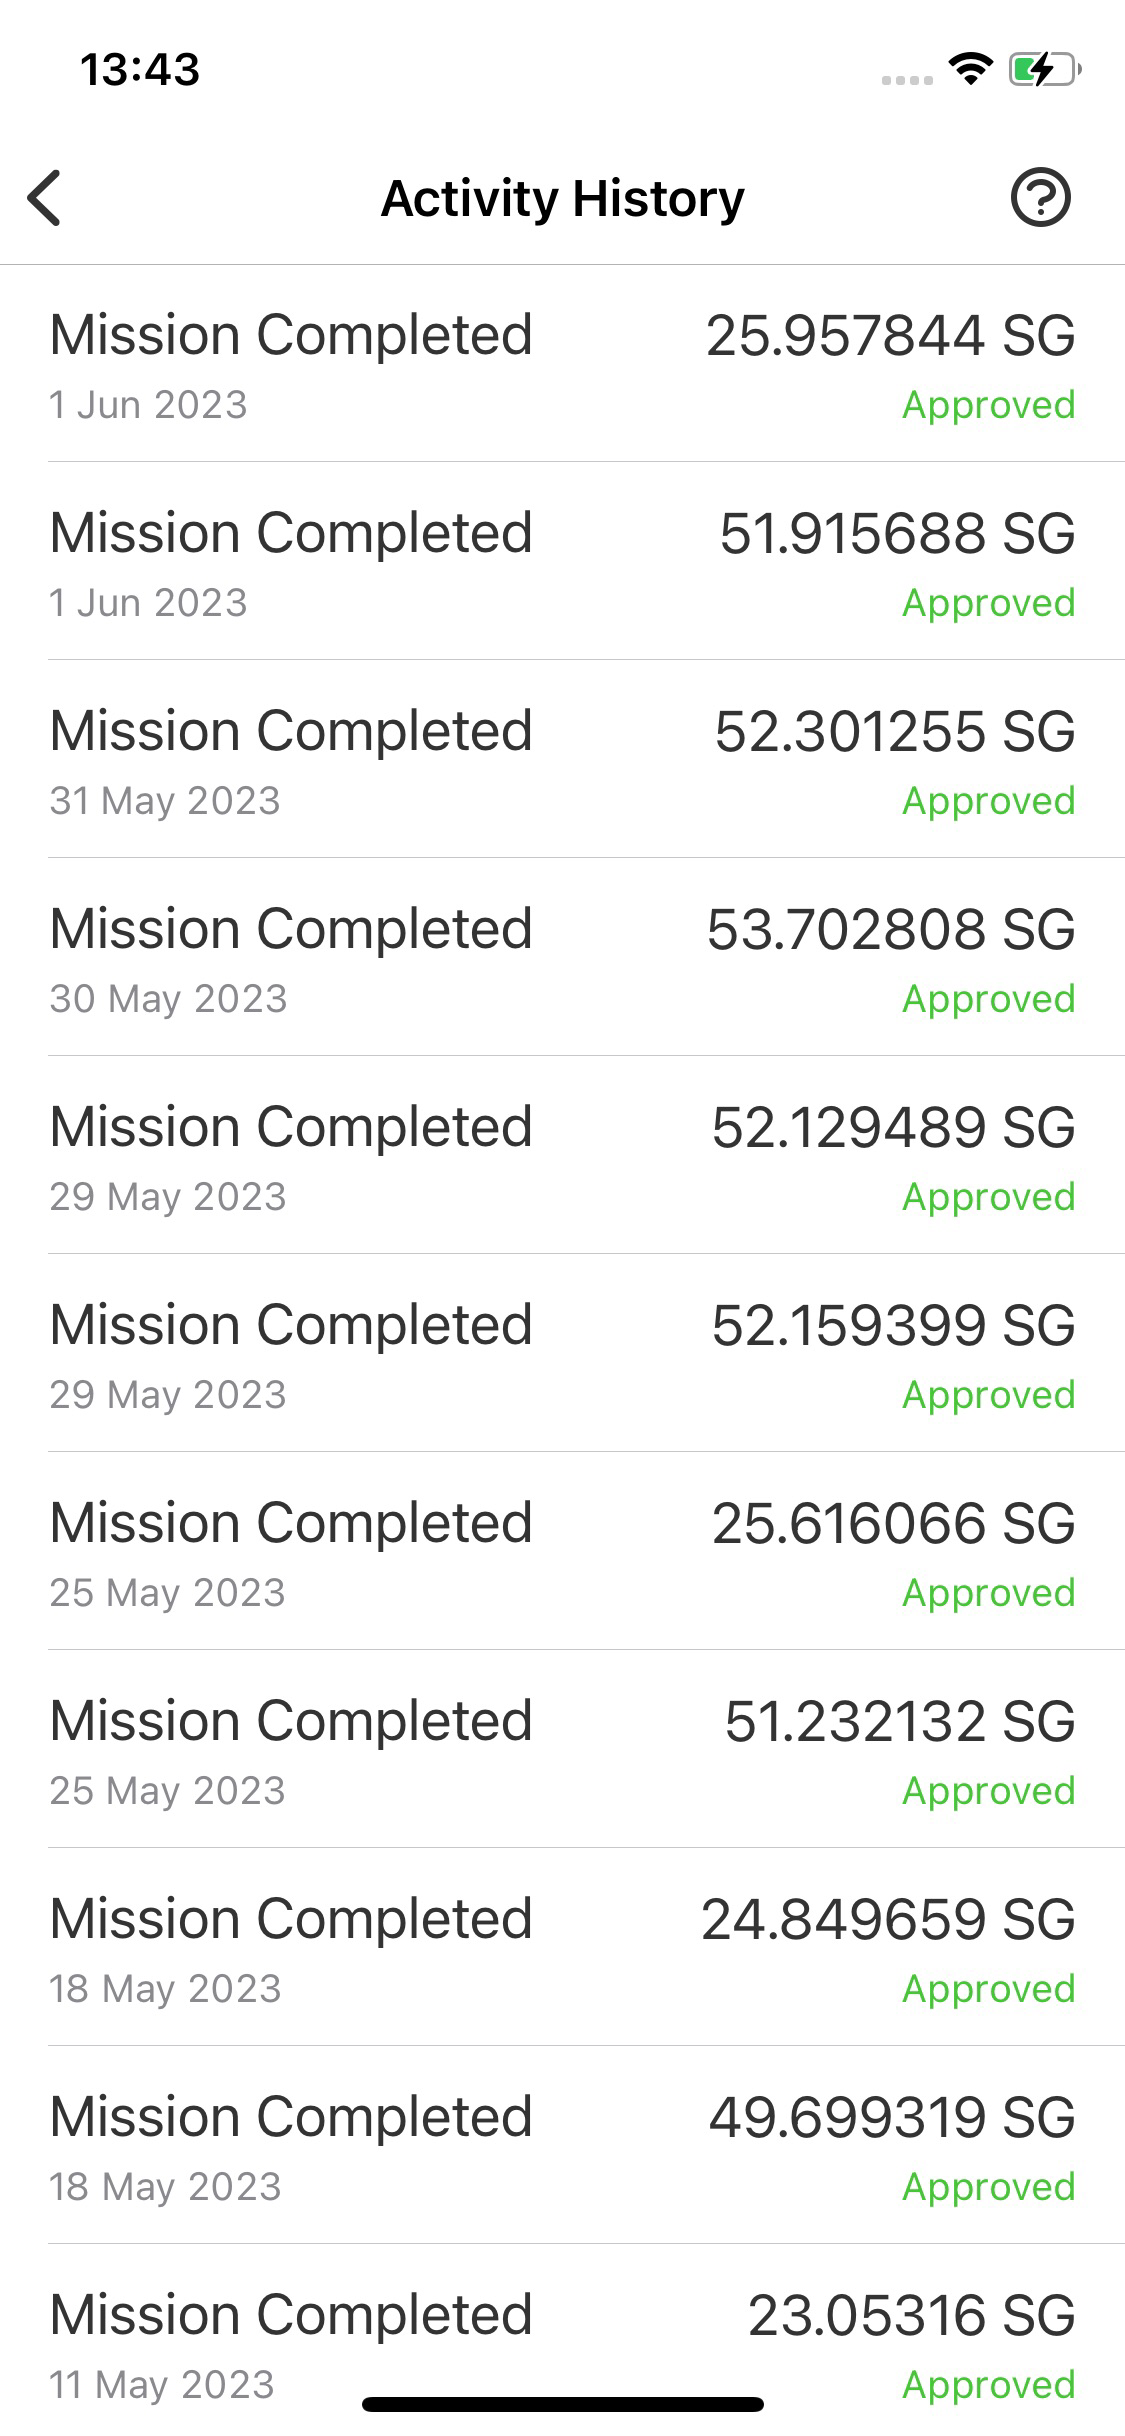 13:43
Activity History
Mission Completed 25.957844 SG
1 Jun 2023 Approved
Mission Completed 51.915688 SG
1 Jun 2023 Approved
Mission Completed 52.301255 SG
31 May 2023 Approved
Mission Completed 53.702808 SG
30 May 2023 Approved
Mission Completed 52.129489 SG
29 May 2023 Approved
Mission Completed 52.159399 SG
29 May 2023 Approved
Mission Completed 25.616066 SG
25 May 2023 Approved
Mission Completed 51.232132 SG
25 May 2023 Approved
Mission Completed 24.849659 SG
18 May 2023 Approved
Mission Completed 49.699319 SG
18 May 2023 Approved
Mission Completed 23.05316 SG
11 May 2023 Approved